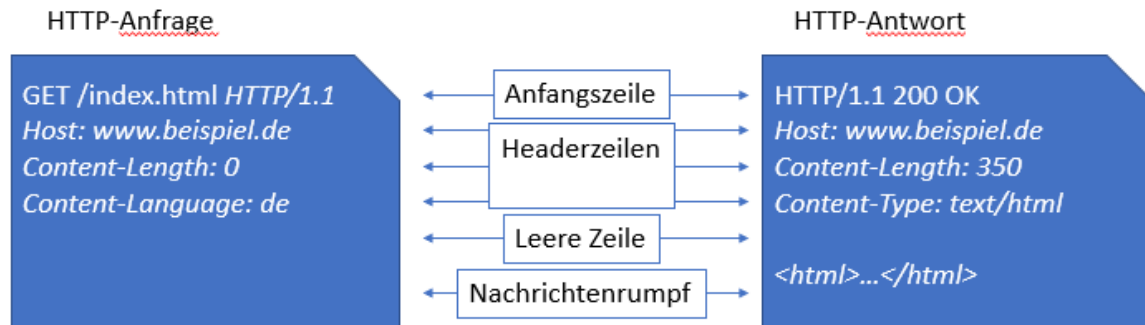 HTTP-Anfrage
GET /index.html HTTP/1.1
Host: www.beispiel.de
Content-Length: 0
Content-Language: de
Anfangszeile
Headerzeilen
Leere Zeile
Nachrichtenrumpf
HTTP-Antwort
HTTP/1.1 200 OK
Host: www.beispiel.de
Content-Length: 350
Content-Type: text/html
<html>...</html>